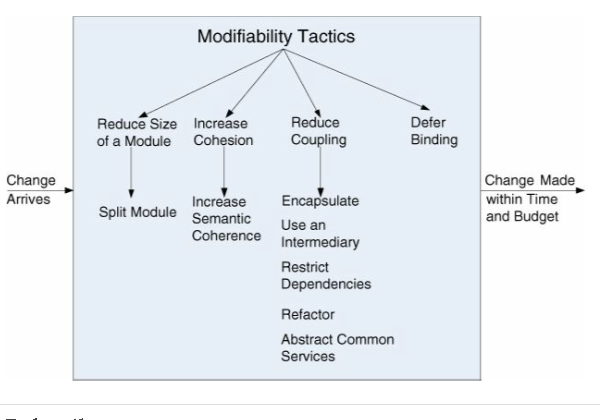 Modifiability Tactics
Reduce Size
of a Module
Increase
Cohesion
Reduce
Coupling
Defer
Binding
Change
Arrives
Split Module
Increase
Semantic
Coherence
Encapsulate
Use an
Intermediary
Restrict
Dependencies
Refactor
Abstract Common
Services
Change Made
within Time
and Budget